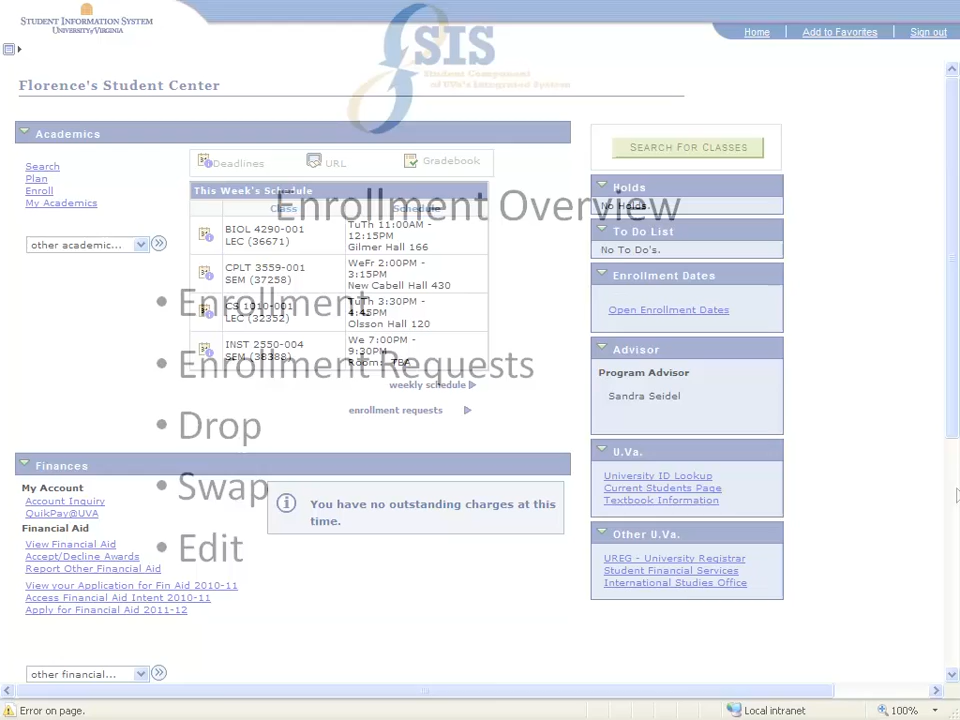 STUDENT INFORMATION SYSTEM
UNIVERSITY of VIRGINIA
Home
Add to Favorites
Sign out
SIS
Student Component
of UVa's Integrated System
Florence's Student Center
Academics
Search
Plan
Enroll
My Academics
other academic...
Deadlines
URL
Gradebook
This Week's Schedule
Class
Schedule
BIOL 4290-001
LEC (36671)
TuTh 11:00AM -
12:15PM
Gilmer Hall 166
CPLT 3559-001
SEM (37258)
WeFr 2:00PM -
3:15PM
New Cabell Hall 430
CS 1010-001
LEC (32352)
TuTh 3:30PM -
4:45PM
Olsson Hall 120
INST 2550-004
SEM (38388)
We 7:00PM -
9:30PM
Room: TBA
weekly schedule
enrollment requests
Enrollment Overview
• Enrollment
• Enrollment Requests
• Drop
• Swap
• Edit
SEARCH FOR CLASSES
Holds
No Holds.
To Do List
No To Do's.
Enrollment Dates
Open Enrollment Dates
Advisor
Program Advisor
Sandra Seidel
U.Va.
University ID Lookup
Current Students Page
Textbook Information
Other U.Va.
UREG - University Registrar
Student Financial Services
International Studies Office
Finances
My Account
Account Inquiry
QuikPay@UVA
Financial Aid
View Financial Aid
Accept/Decline Awards
Report Other Financial Aid
View your Application for Fin Aid 2010-11
Access Financial Aid Intent 2010-11
Apply for Financial Aid 2011-12
You have no outstanding charges at this
time.
other financial...
Error on page.
Local intranet
100%